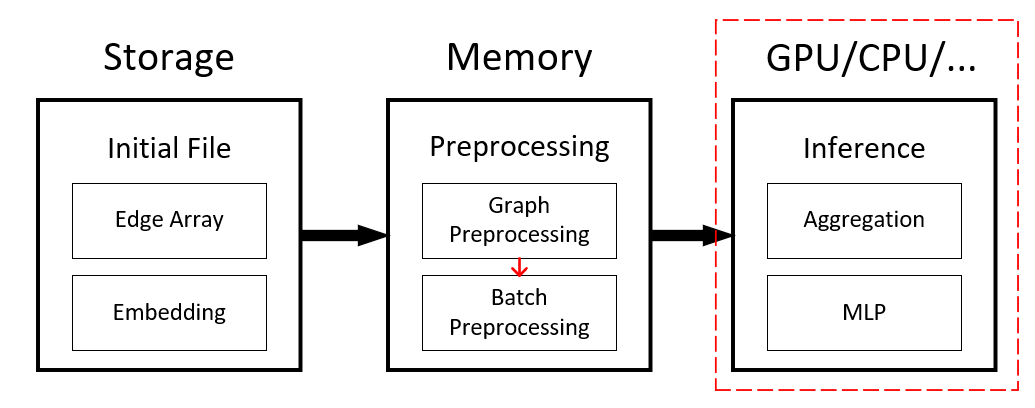 Storage
Memory
GPU/CPU/...
Initial File
Edge Array
Embedding
Preprocessing
Graph
Preprocessing
Batch
Preprocessing
Inference
Aggregation
MLP